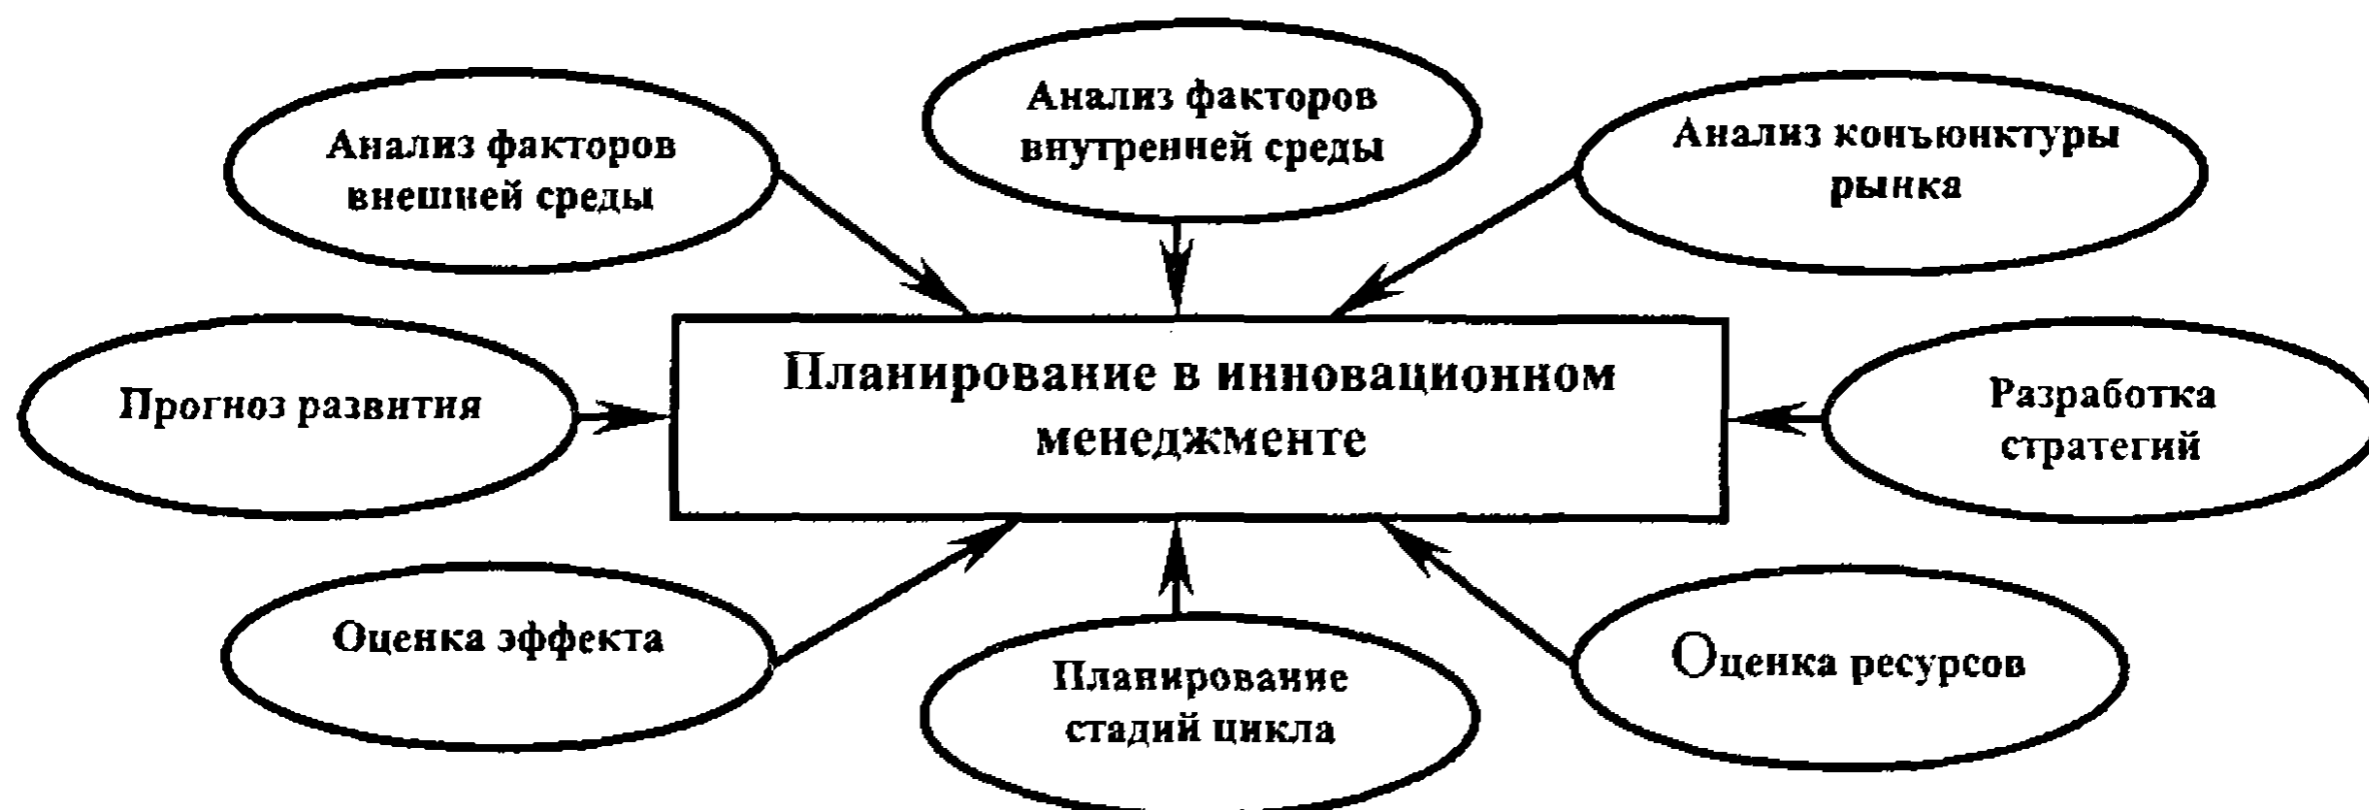 Анализ факторов
внешней среды
Анализ факторов
внутренней среды
Анализ конъюнктуры
рынка
Прогноз развития
Планирование в инновационном
менеджменте
Разработка
стратегий
Оценка эффекта
Планирование
стадий цикла
Оценка ресурсов